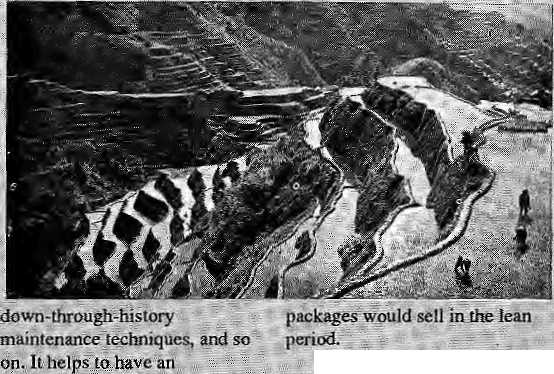 down-through-history
maintenance techniques, and so
on. It helps to have an
packages would sell in the lean
period.